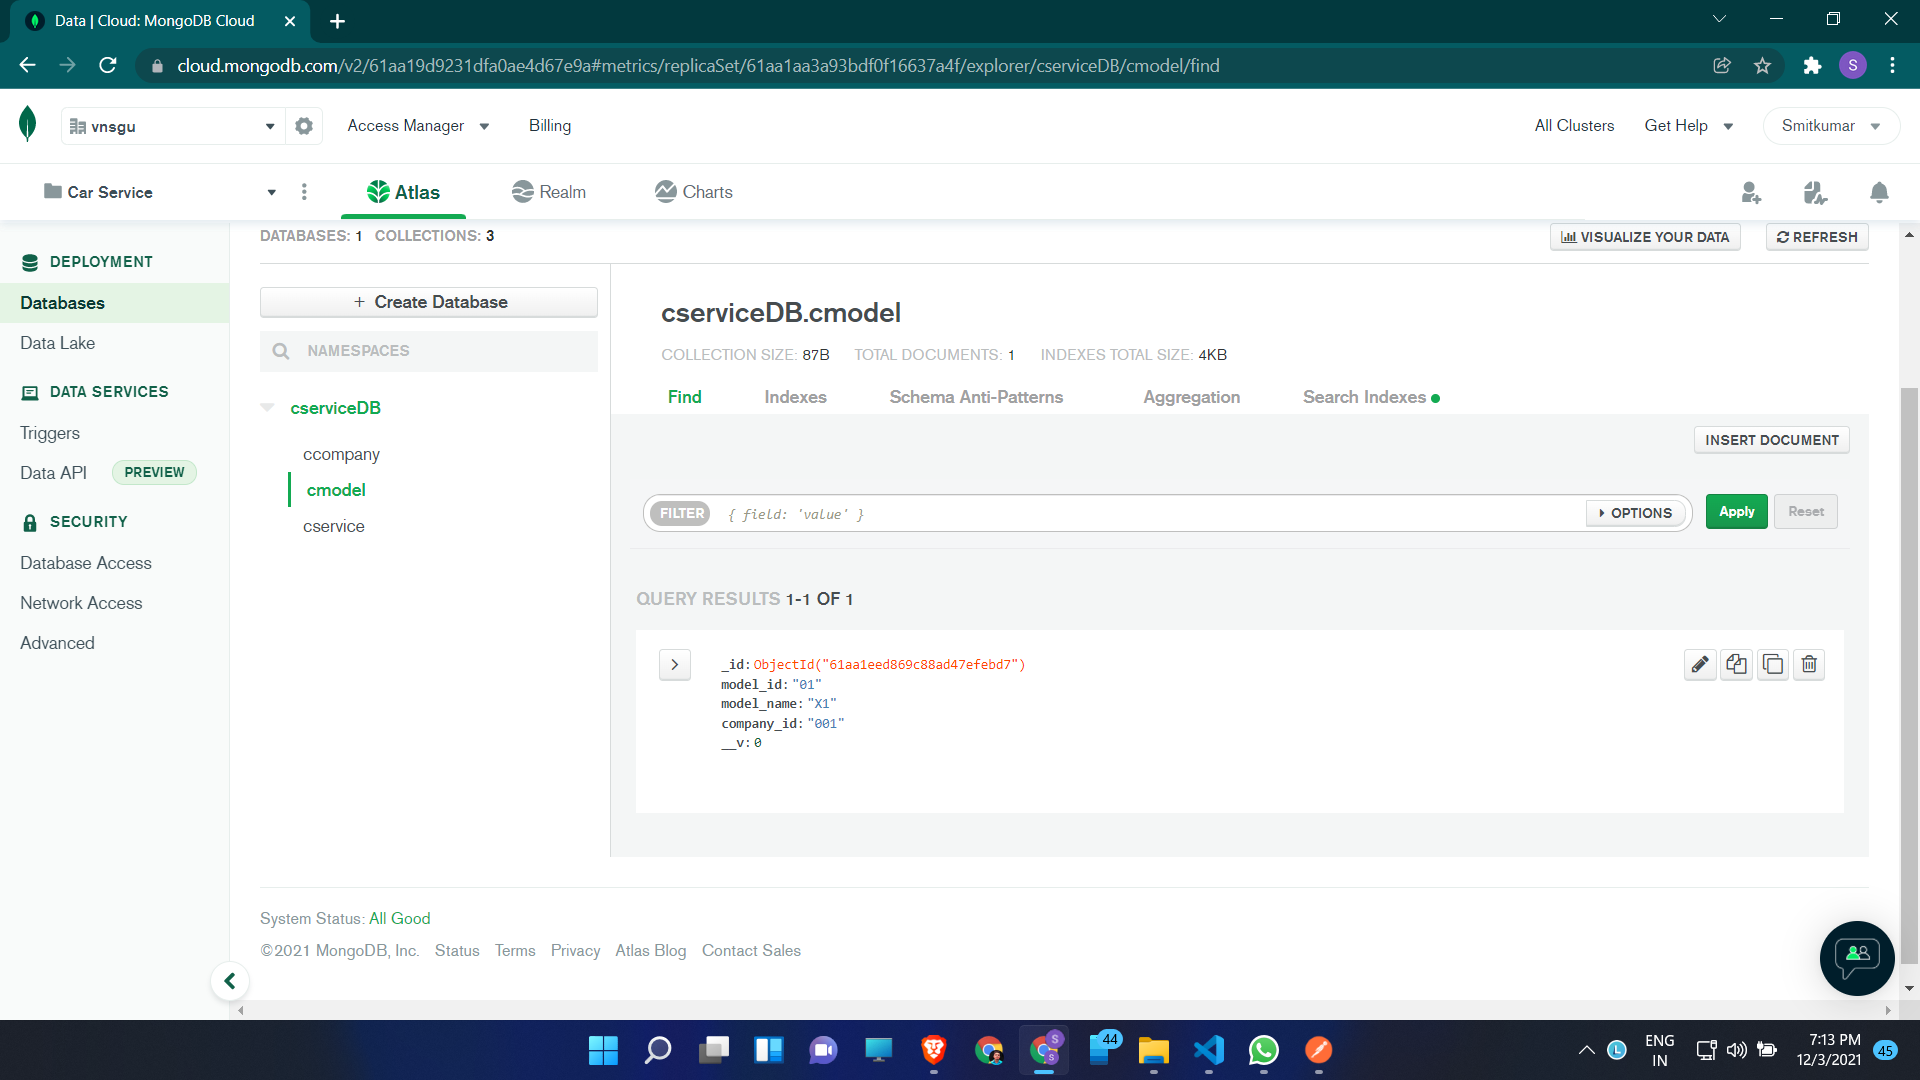 Data | Cloud: MongoDB Cloud
cloud.mongodb.com/v2/61aa19d9231dfa0ae4d67e9a#metrics/replicaSet/61aa1aa3a93bdf0f16637a4f/explorer/cserviceDB/cmodel/find
S
vnsgu
Access Manager
Billing
All Clusters
Get Help
Smitkumar
Car Service
Atlas
Realm
Charts
DATABASES: 1 COLLECTIONS: 3
VISUALIZE YOUR DATA
REFRESH
DEPLOYMENT
Databases
Data Lake
DATA SERVICES
Triggers
Data API PREVIEW
SECURITY
Database Access
Network Access
Advanced
+ Create Database
NAMESPACES
cserviceDB
ccompany
cmodel
cservice
cserviceDB.cmodel
COLLECTION SIZE: 87B TOTAL DOCUMENTS: 1 INDEXES TOTAL SIZE: 4KB
Find Indexes Schema Anti-Patterns Aggregation Search Indexes
INSERT DOCUMENT
FILTER { field: 'value' } OPTIONS Apply Reset
QUERY RESULTS 1-1 OF 1
_id: ObjectId("61aa1eed869c88ad47efebd7")
model_id: "01"
model_name: "X1"
company_id: "001"
__v: 0
System Status: All Good
©2021 MongoDB, Inc. Status Terms Privacy Atlas Blog Contact Sales
S
S
44
L
ENG
IN
7:13 PM
12/3/2021
45